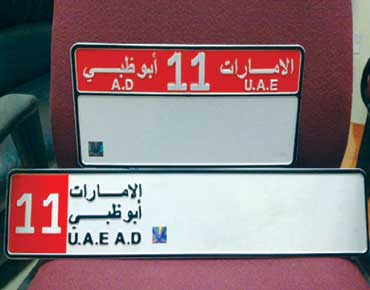 أبوظبي 11 الامارات
A.D U.A.E
11 الإمارات
أبوظبي
U.A.E A.D